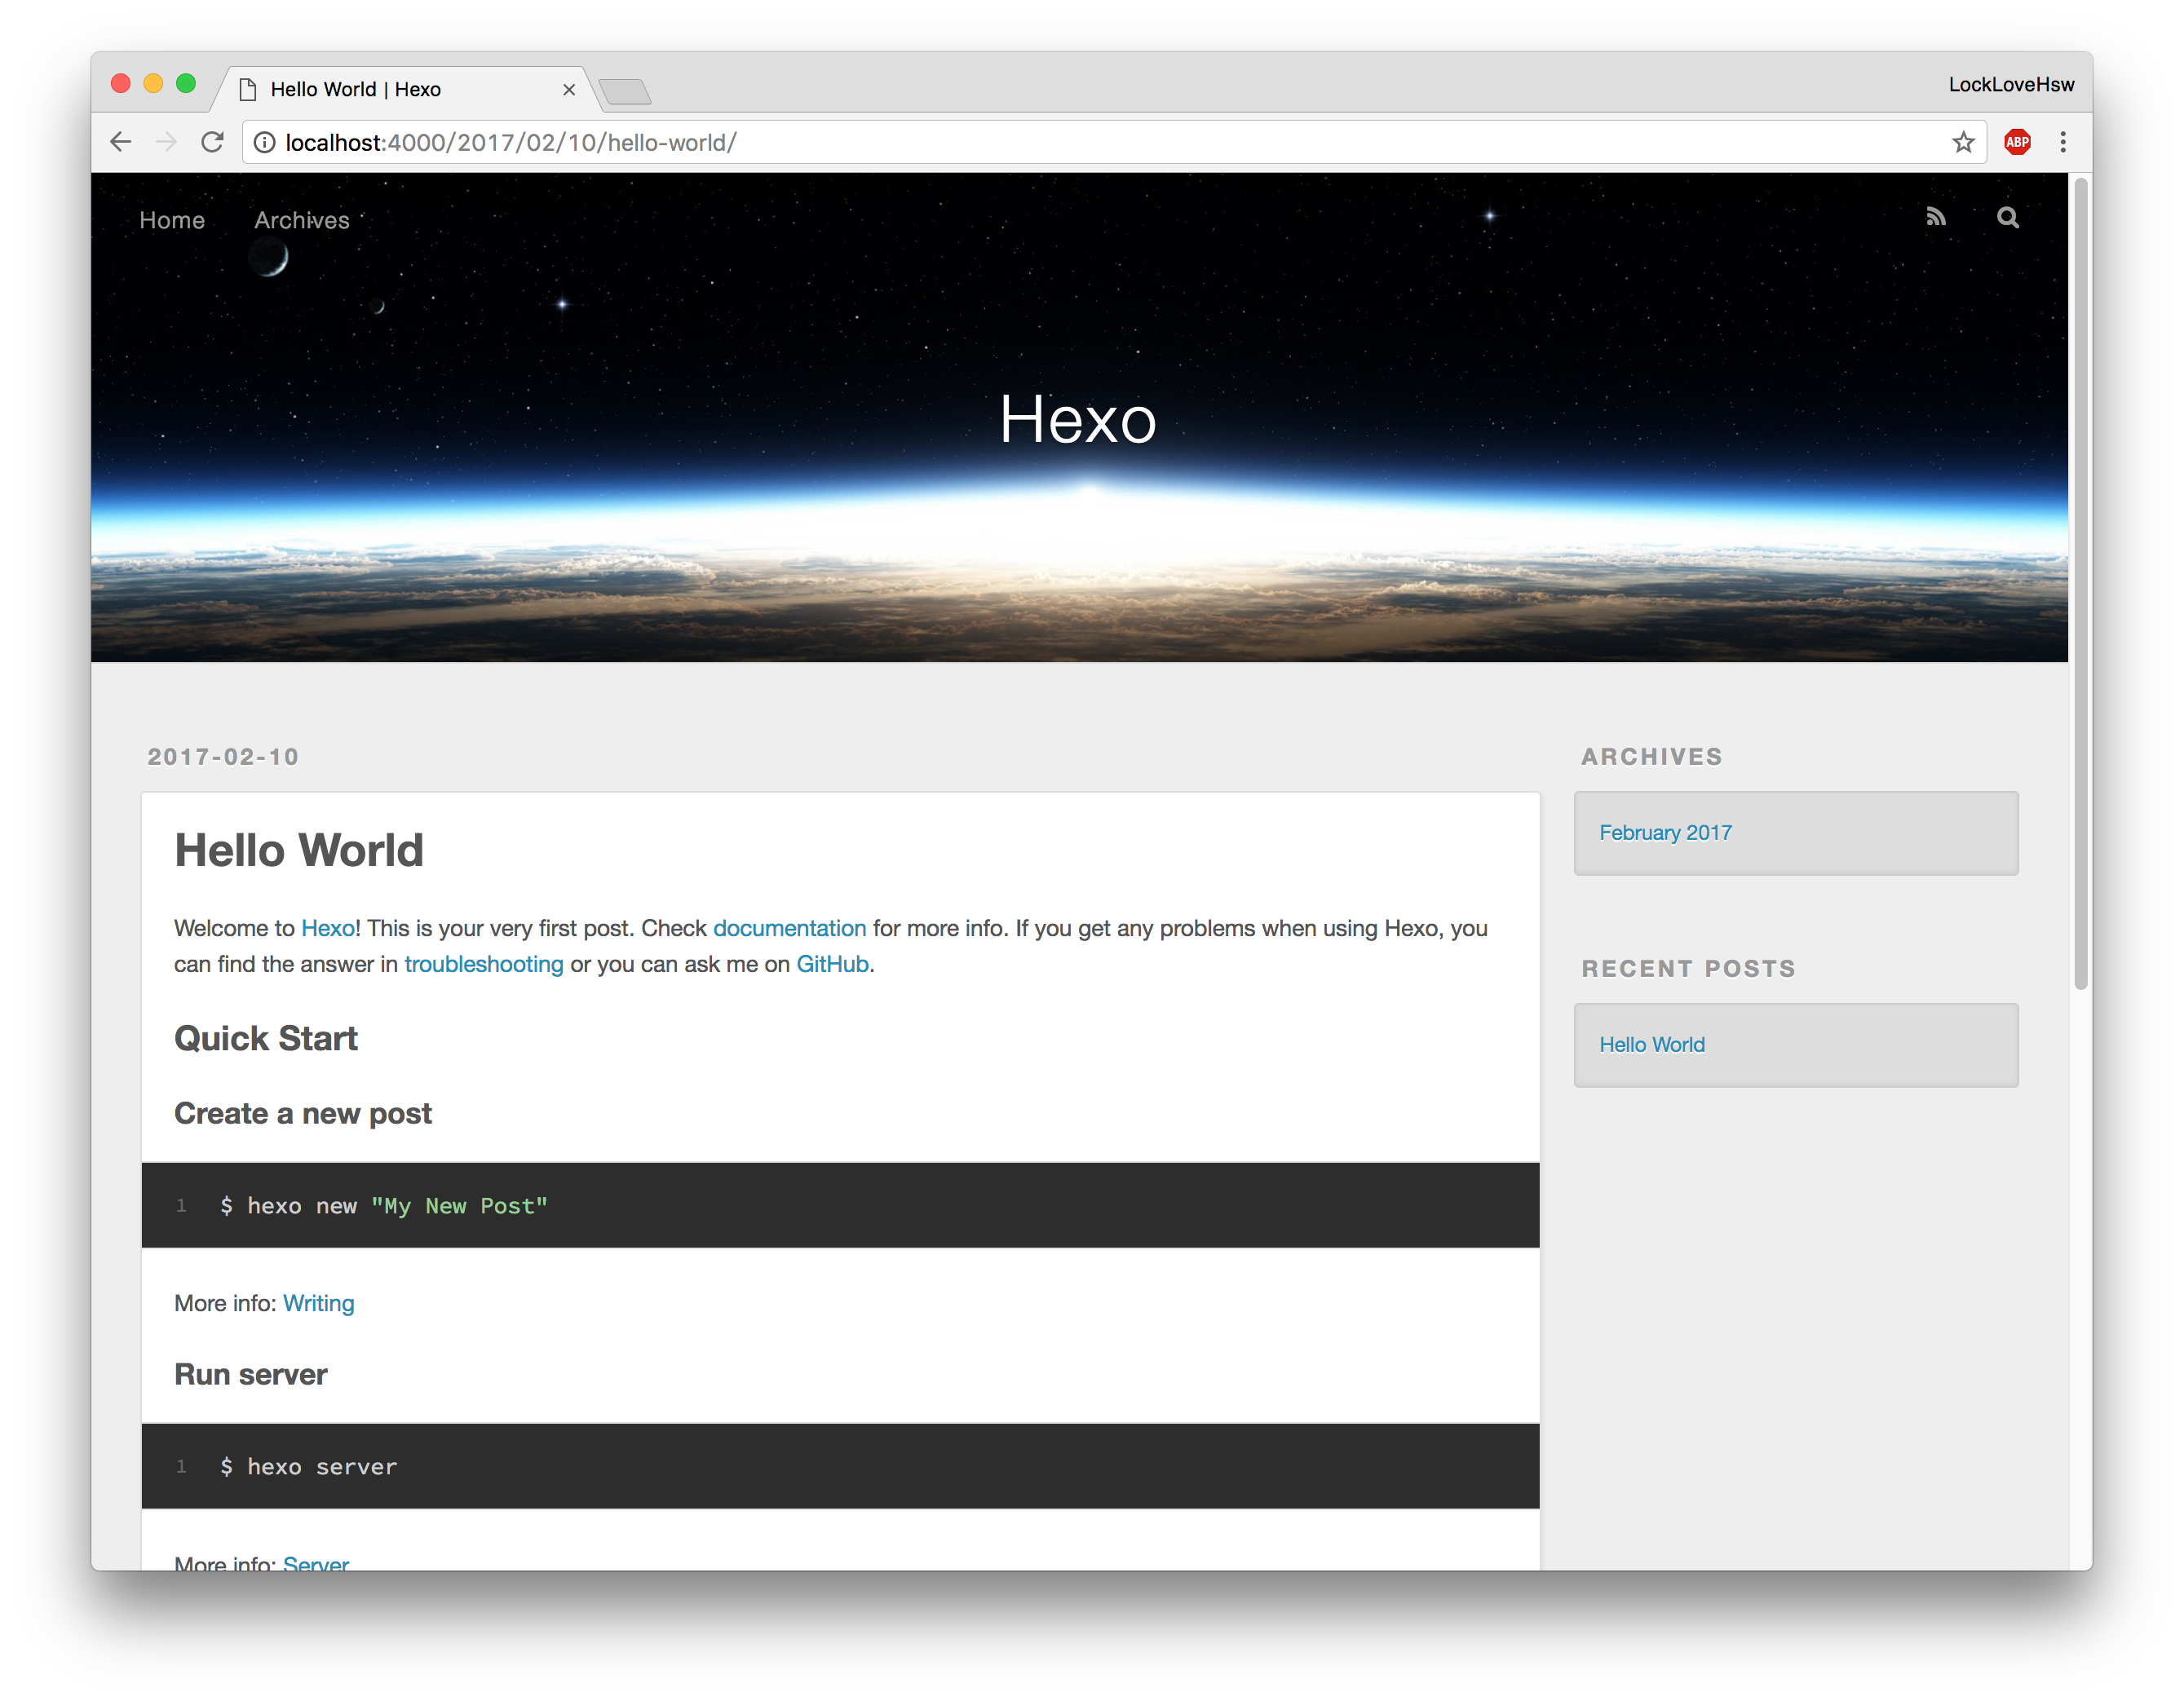 Hello World | Hexo
LockLoveHsw
localhost:4000/2017/02/10/hello-world/
ABP
Home
Archives
Hexo
2017-02-10
Hello World
Welcome to Hexo! This is your very first post. Check documentation for more info. If you get any problems when using Hexo, you
can find the answer in troubleshooting or you can ask me on GitHub.
Quick Start
Create a new post
1 $ hexo new "My New Post"
More info: Writing
Run server
1 $ hexo server
More info: Server
ARCHIVES
February 2017
RECENT POSTS
Hello World